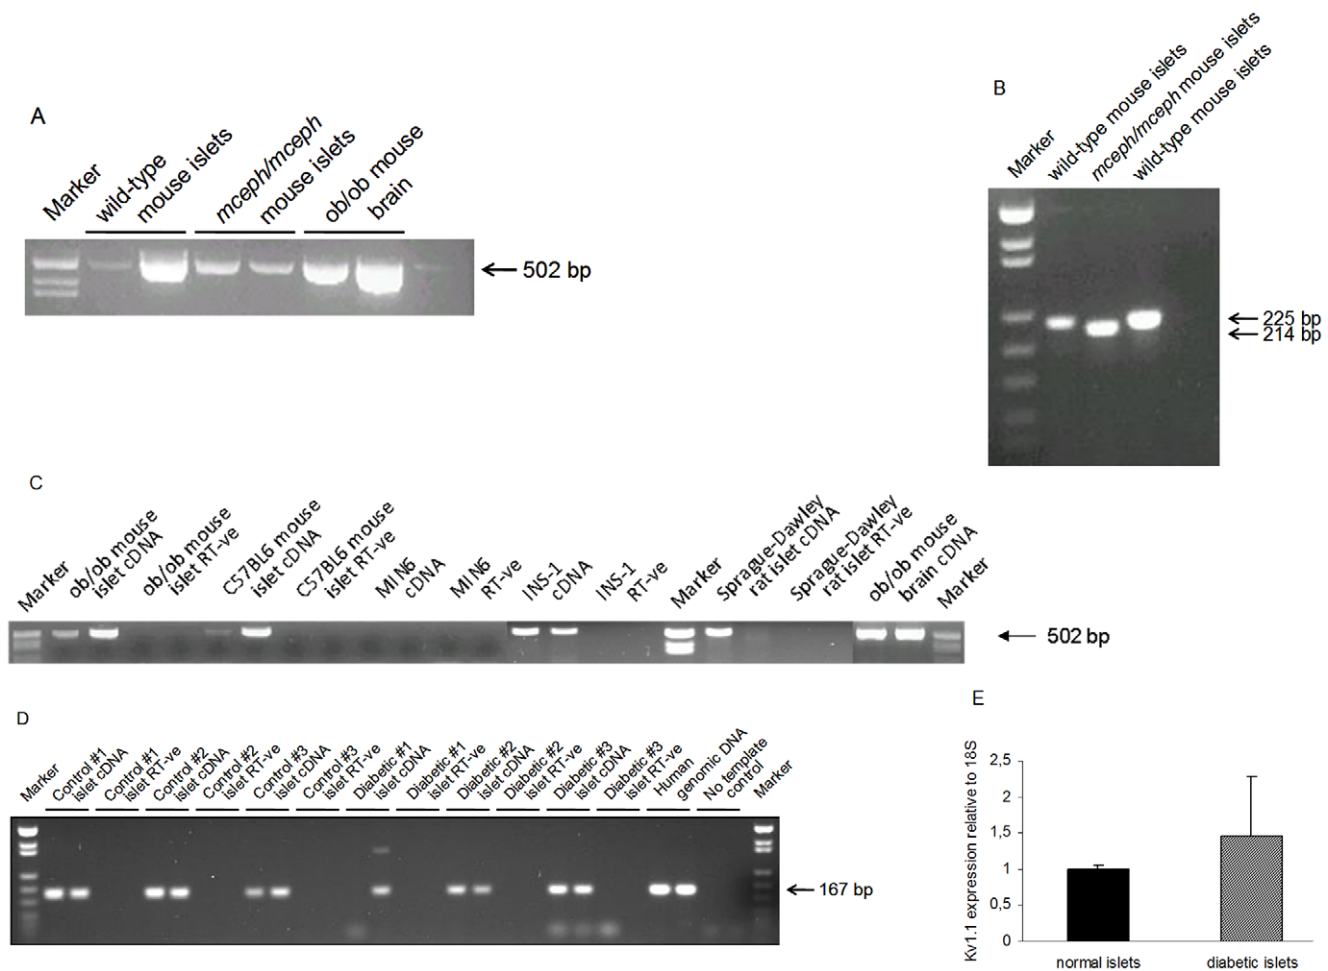 A
Marker
wild-type
mouse islets
mceph/mceph
mouse islets
ob/ob mouse
brain
502 bp
B
Marker
wild-type mouse islets
mceph/mceph mouse islets
wild-type mouse islets
225 bp
214 bp
C
Marker
ob/ob mouse
islet cDNA
ob/ob mouse
islet RT-ve
C57BL6 mouse
islet cDNA
C57BL6 mouse
islet RT-ve
MIN6
cDNA
MIN6
RT-ve
INS-1
cDNA
INS-1
RT-ve
Marker
Sprague-Dawley
rat islet cDNA
Sprague-Dawley
rat islet RT-ve
ob/ob mouse
brain cDNA
Marker
502 bp
D
Marker
Control #1
islet cDNA
Control #1
islet RT-ve
Control #2
islet cDNA
Control #2
islet RT-ve
Control #3
islet cDNA
Control #3
islet RT-ve
Diabetic #1
islet cDNA
Diabetic #1
islet RT-ve
Diabetic #2
islet cDNA
Diabetic #2
islet RT-ve
Diabetic #3
islet cDNA
Diabetic #3
islet RT-ve
Human
genomic DNA
No template
control
Marker
167 bp
E
Kv1.1 expression relative to 18S
2,5
2
1,5
1
0,5
0
normal islets
diabetic islets